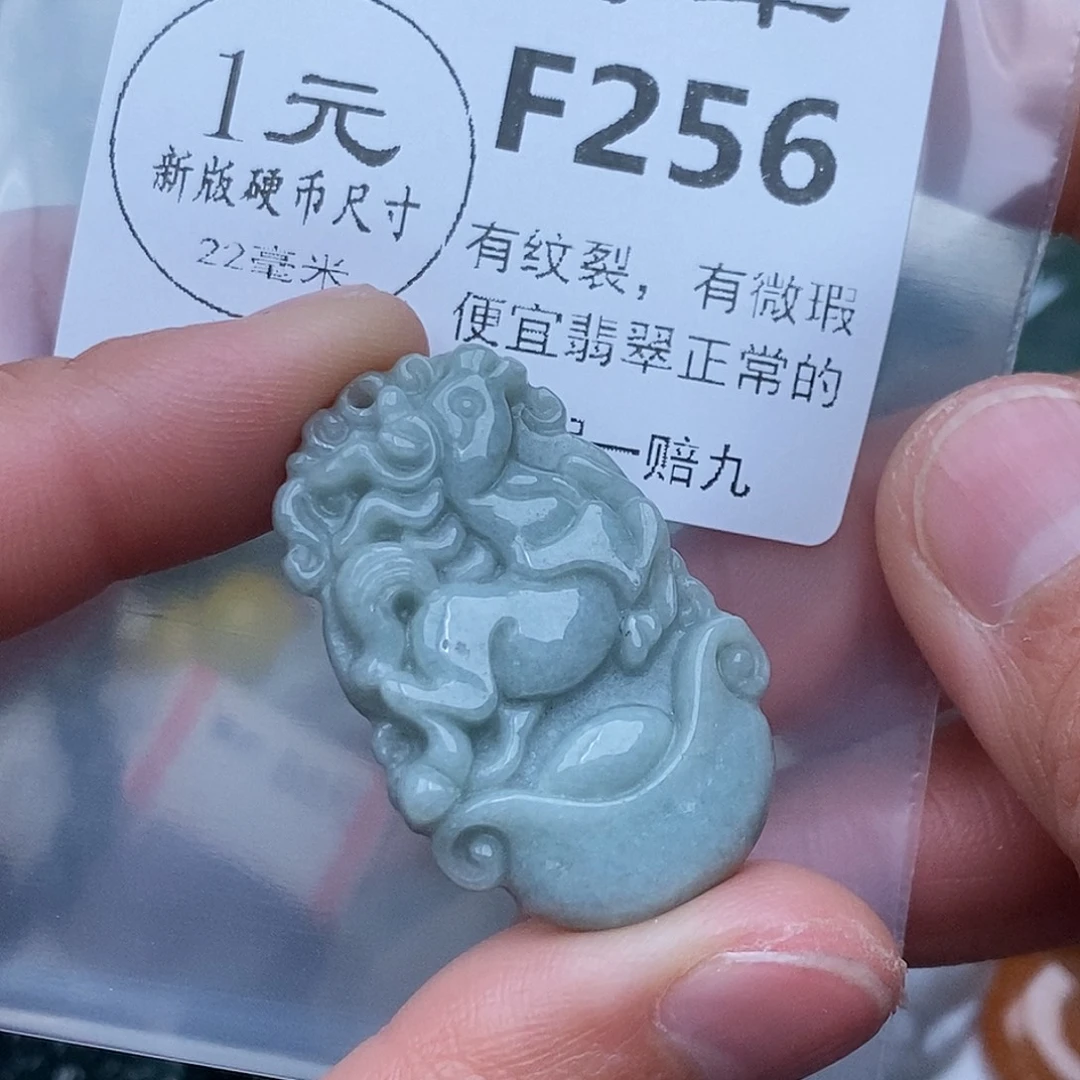 1元
新版硬币尺寸
22毫米
F256
有纹裂，有微瑕
便宜翡翠正常的
一赔九